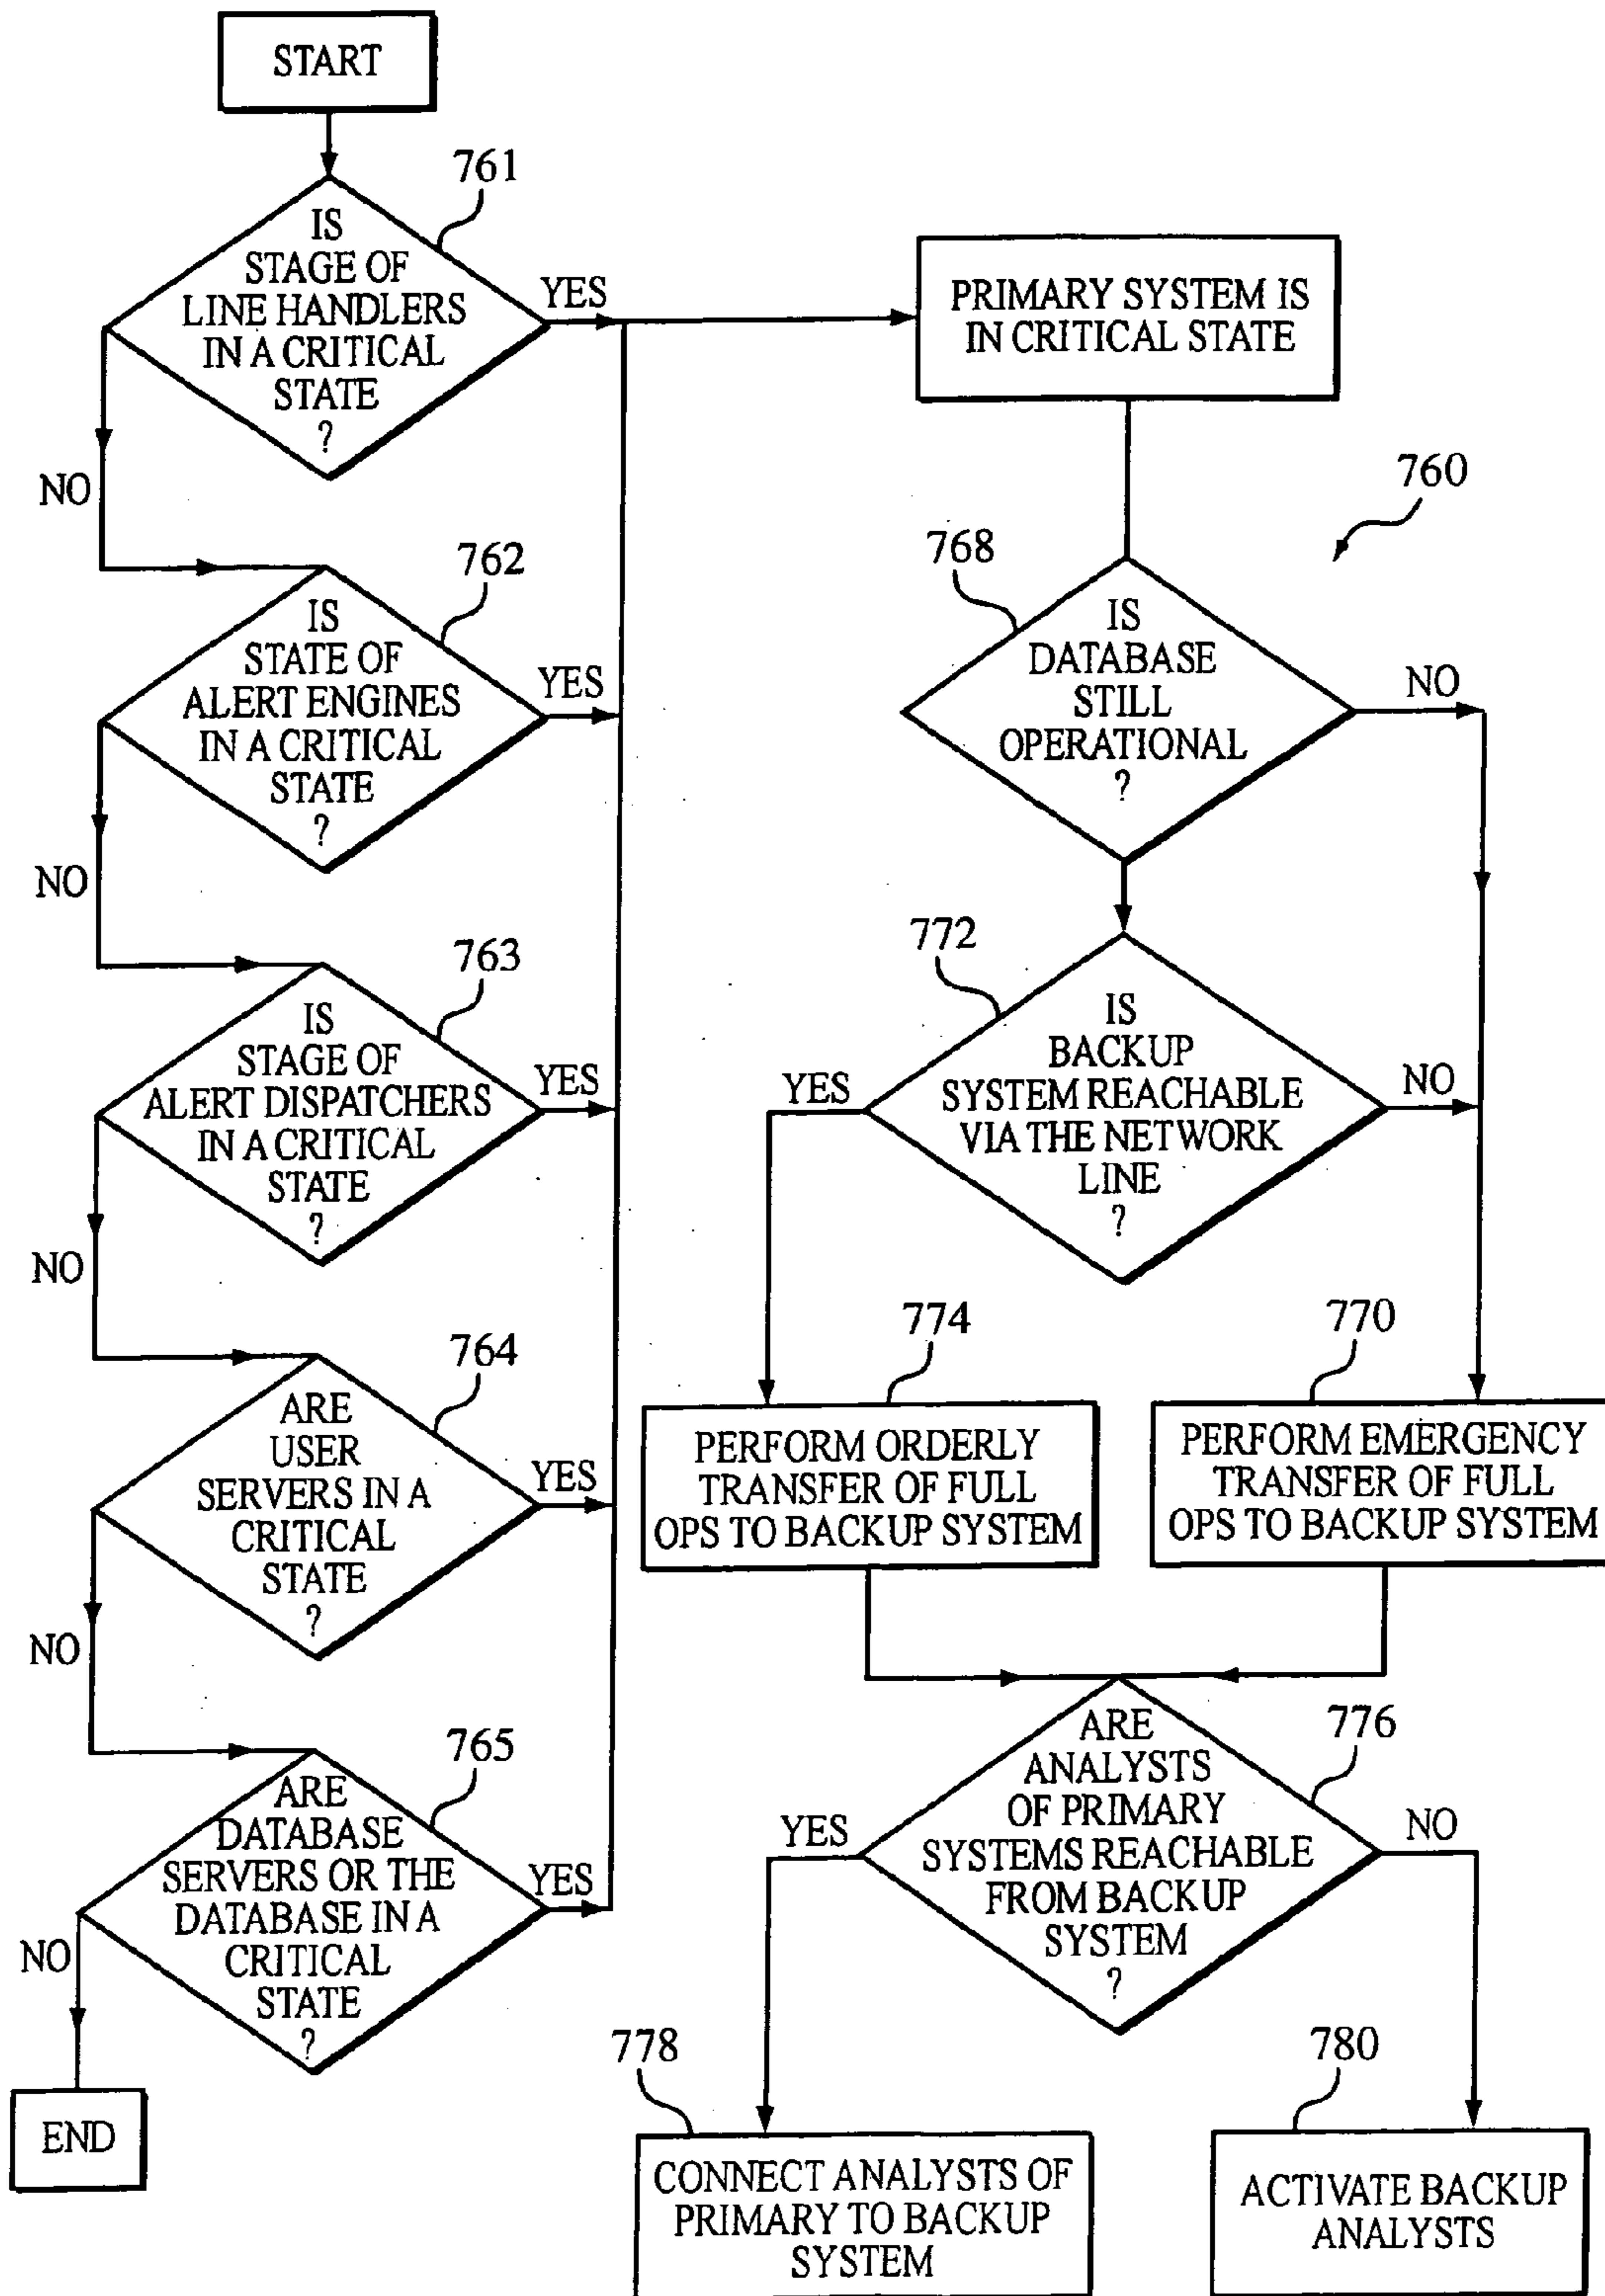 START
761
IS
STAGE OF
LINE HANDLERS
IN A CRITICAL
STATE
?
YES
NO
PRIMARY SYSTEM IS
IN CRITICAL STATE
760
762
IS
STATE OF
ALERT ENGINES
IN A CRITICAL
STATE
?
YES
NO
768
IS
DATABASE
STILL
OPERATIONAL
?
NO
763
IS
STAGE OF
ALERT DISPATCHERS
IN A CRITICAL
STATE
?
YES
NO
772
IS
BACKUP
SYSTEM REACHABLE
VIA THE NETWORK
LINE
?
YES
NO
764
ARE
USER
SERVERS IN A
CRITICAL
STATE
?
YES
NO
774
PERFORM ORDERLY
TRANSFER OF FULL
OPS TO BACKUP SYSTEM
770
PERFORM EMERGENCY
TRANSFER OF FULL
OPS TO BACKUP SYSTEM
765
ARE
DATABASE
SERVERS OR THE
DATABASE IN A
CRITICAL
STATE
?
YES
NO
END
776
ARE
ANALYSTS
OF PRIMARY
SYSTEMS REACHABLE
FROM BACKUP
SYSTEM
?
YES
NO
778
CONNECT ANALYSTS OF
PRIMARY TO BACKUP
SYSTEM
780
ACTIVATE BACKUP
ANALYSTS